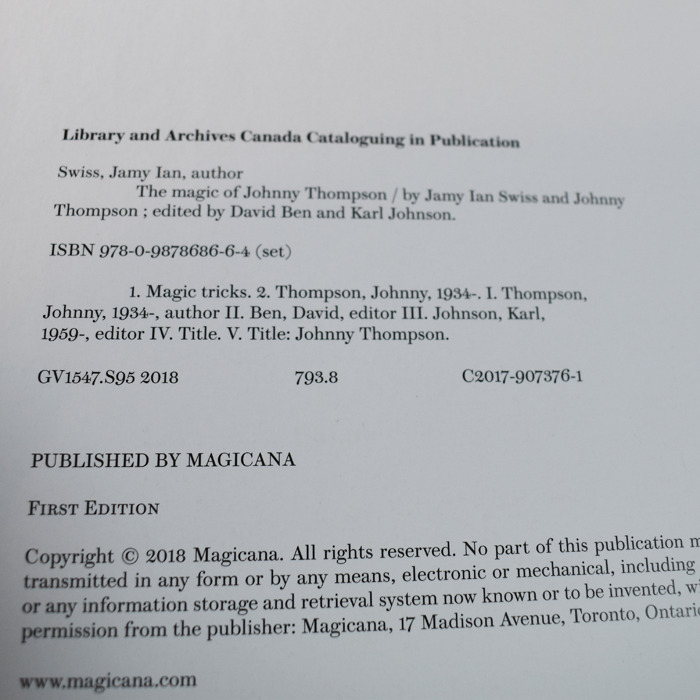 Library and Archives Canada Cataloguing in Publication
Swiss, Jamy Ian, author
The magic of Johnny Thompson / by Jamy Ian Swiss and Johnny
Thompson ; edited by David Ben and Karl Johnson.
ISBN 978-0-9878686-6-4 (set)
1. Magic tricks. 2. Thompson, Johnny, 1934-. I. Thompson,
Johnny, 1934-, author II. Ben, David, editor III. Johnson, Karl,
1959-, editor IV. Title. V. Title: Johnny Thompson.
GV1547.S95 2018 793.8 C2017-907376-1
PUBLISHED BY MAGICANA
FIRST EDITION
Copyright © 2018 Magicana. All rights reserved. No part of this publication
transmitted in any form or by any means, electronic or mechanical, including
or any information storage and retrieval system now known or to be invented,
permission from the publisher: Magicana, 17 Madison Avenue, Toronto, Ontario
www.magicana.com